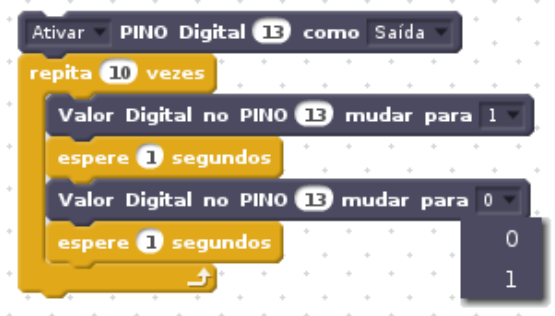 Ativar PINO Digital 13 como Saída
repita 10 vezes
Valor Digital no PINO 13 mudar para 1
espere 1 segundos
Valor Digital no PINO 13 mudar para 0
espere 1 segundos
0
1